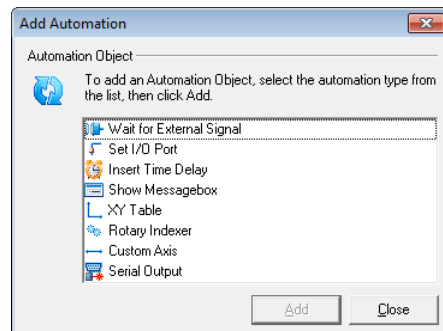 Add Automation
Automation Object
To add an Automation Object, select the automation type from
the list, then click Add.
Wait for External Signal
Set I/O Port
Insert Time Delay
Show Messagebox
XY Table
Rotary Indexer
Custom Axis
Serial Output
Add
Close